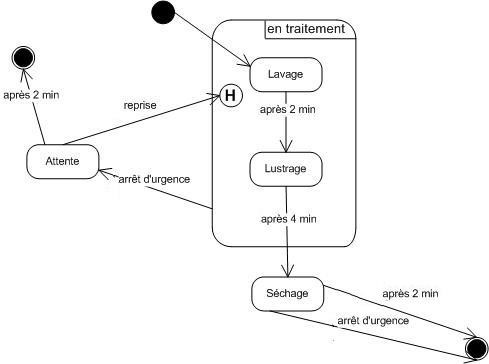 en traitement
Lavage
après 2 min
H
reprise
après 2 min
Attente
Lustrage
arrêt d'urgence
après 4 min
Séchage
après 2 min
arrêt d'urgence